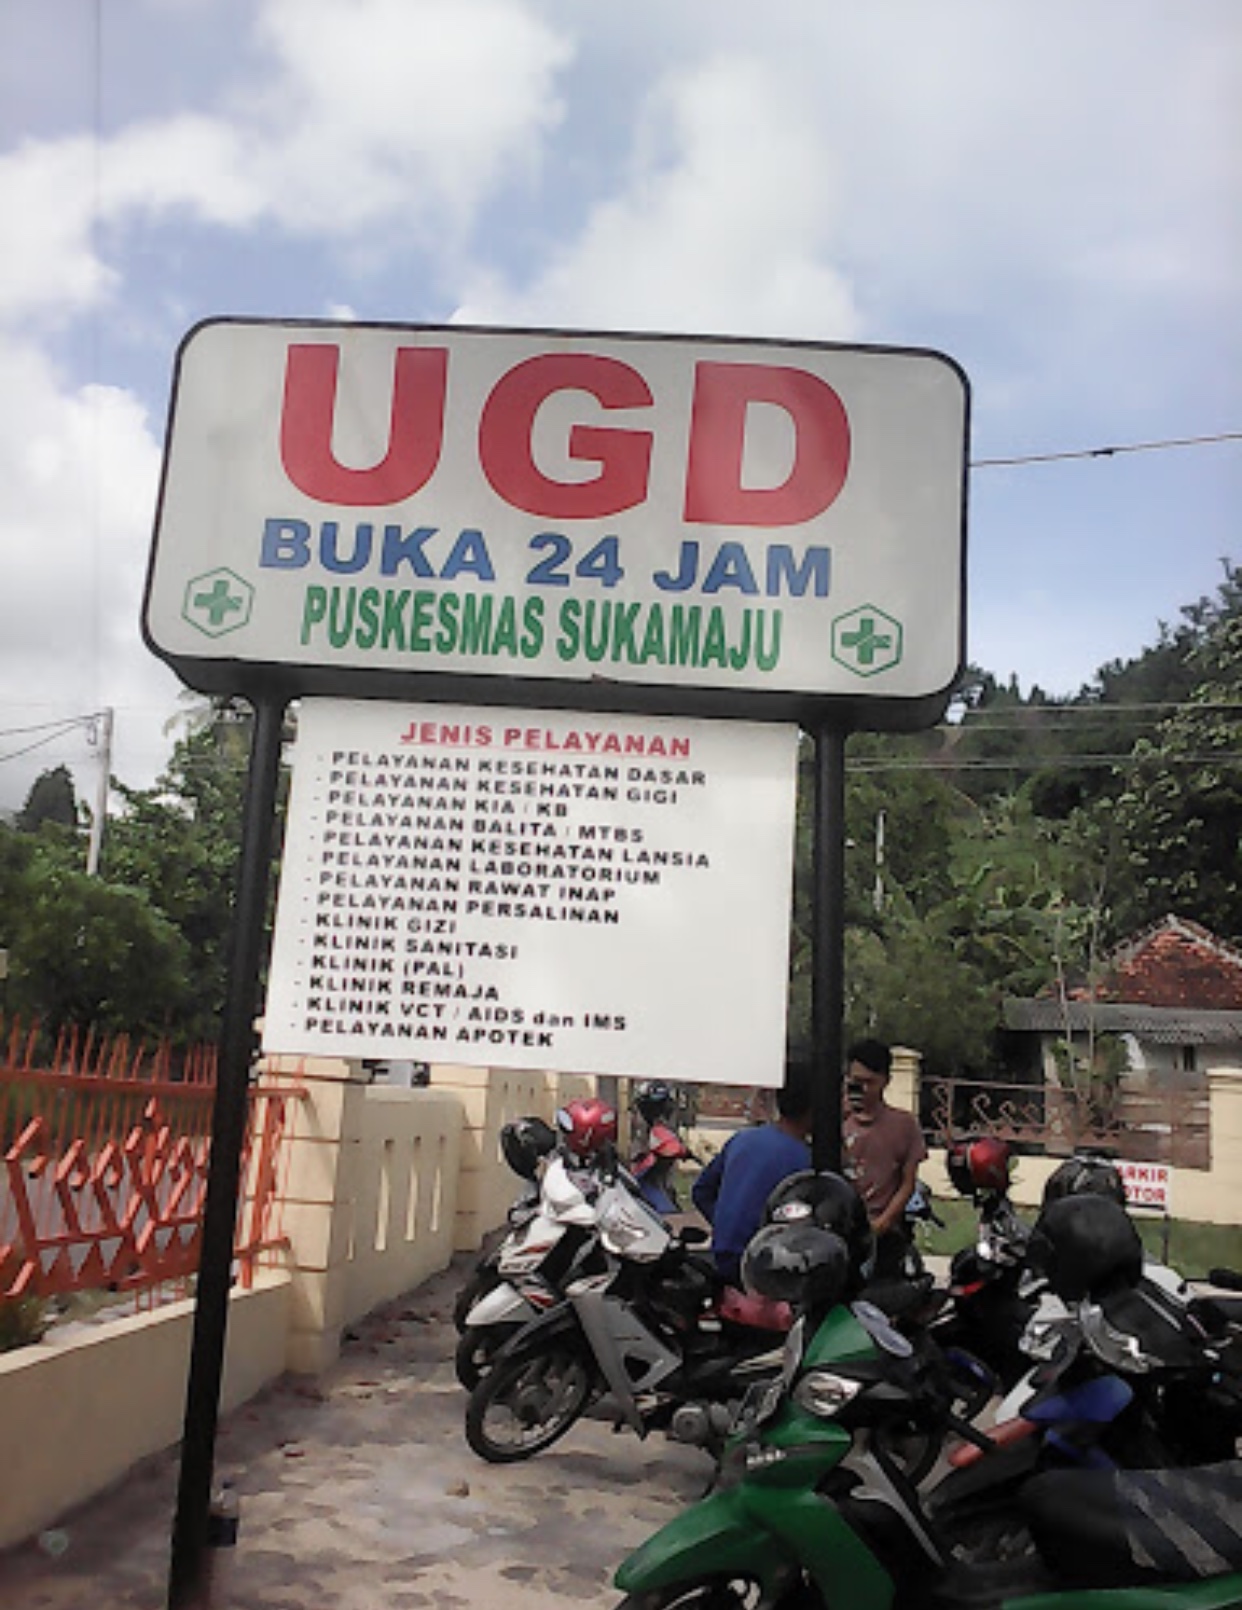 UGD
BUKA 24 JAM
PUSKESMAS SUKAMAJU
JENIS PELAYANAN
- PELAYANAN KESEHATAN DASAR
- PELAYANAN KESEHATAN GIGI
- PELAYANAN KIA / KB
- PELAYANAN BALITA / MTBS
- PELAYANAN KESEHATAN LANSIA
- PELAYANAN LABORATORIUM
- PELAYANAN RAWAT INAP
- PELAYANAN PERSALINAN
- KLINIK GIZI
- KLINIK SANITASI
- KLINIK (PAL)
- KLINIK REMAJA
- KLINIK VCT / AIDS dan IMS
- PELAYANAN APOTEK
ARKIR
OTOR